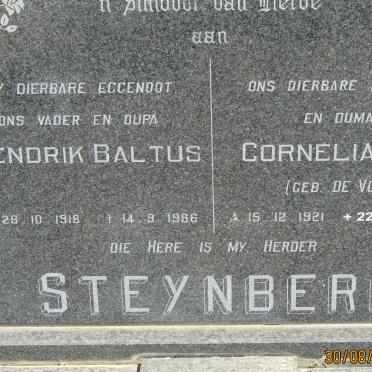 'n Simbool van Liefde
aan
DIERBARE EGGENOOT
ONS VADER EN OUPA
ENDRIK BALTUS
28. 10. 1916 † 14. 9. 1986
ONS DIERBARE
EN OUMA
CORNELIA
(GEB. DE VO
15. 12. 1921 † 22
DIE HERE IS MY HERDER
STEYNBER
30/08/